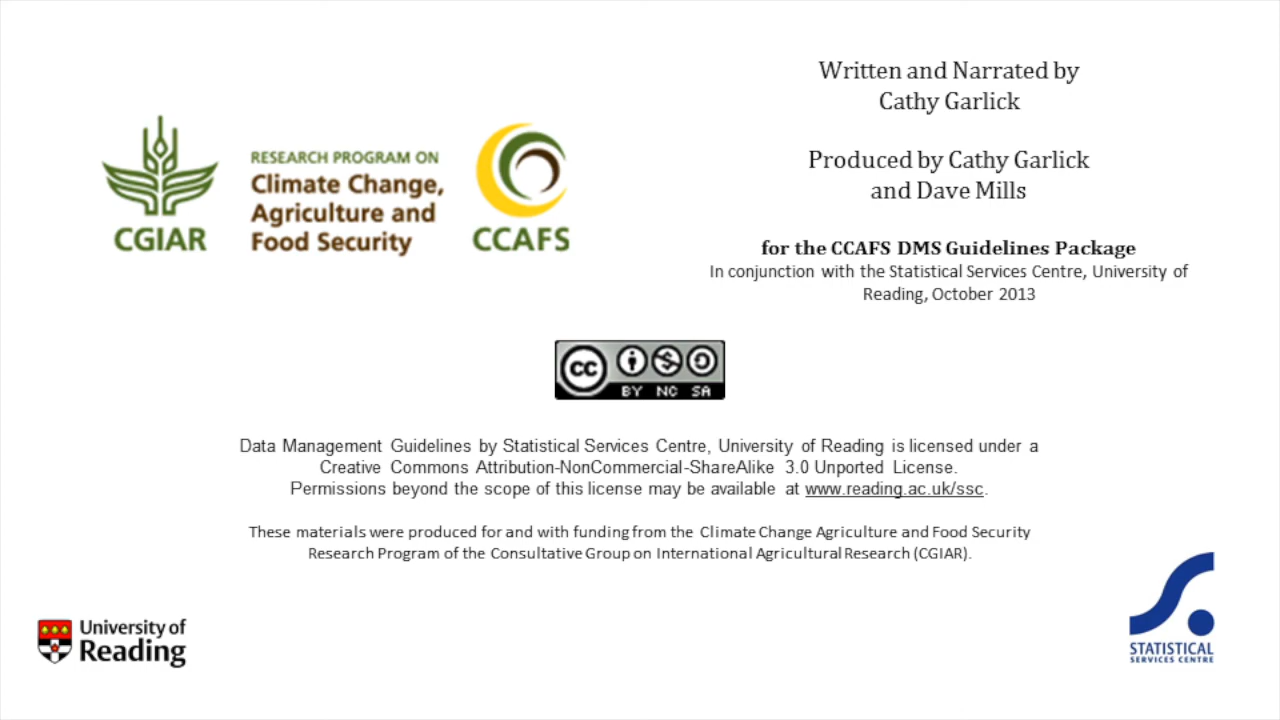 CGIAR
RESEARCH PROGRAM ON
Climate Change,
Agriculture and
Food Security
CCAFS
Written and Narrated by
Cathy Garlick
Produced by Cathy Garlick
and Dave Mills
for the CCAFS DMS Guidelines Package
In conjunction with the Statistical Services Centre, University of
Reading, October 2013
CC
BY NC SA
Data Management Guidelines by Statistical Services Centre, University of Reading is licensed under a
Creative Commons Attribution-NonCommercial-ShareAlike 3.0 Unported License.
Permissions beyond the scope of this license may be available at www.reading.ac.uk/ssc.
These materials were produced for and with funding from the Climate Change Agriculture and Food Security
Research Program of the Consultative Group on International Agricultural Research (CGIAR).
University of
Reading
STATISTICAL
SERVICES CENTRE